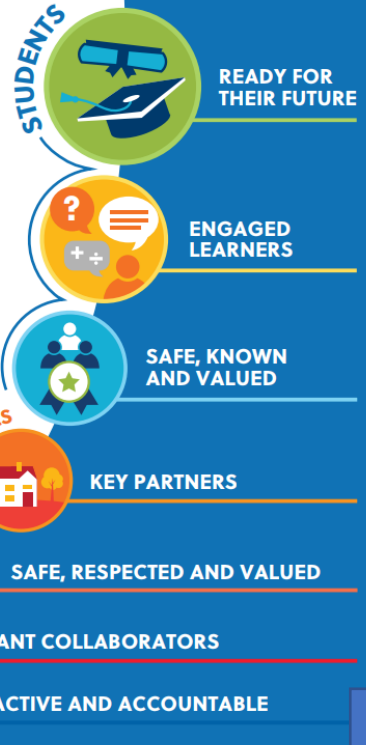 STUDENTS
READY FOR
THEIR FUTURE
?
+ ÷
ENGAGED
LEARNERS
SAFE, KNOWN
AND VALUED
KEY PARTNERS
SAFE, RESPECTED AND VALUED
ANT COLLABORATORS
ACTIVE AND ACCOUNTABLE